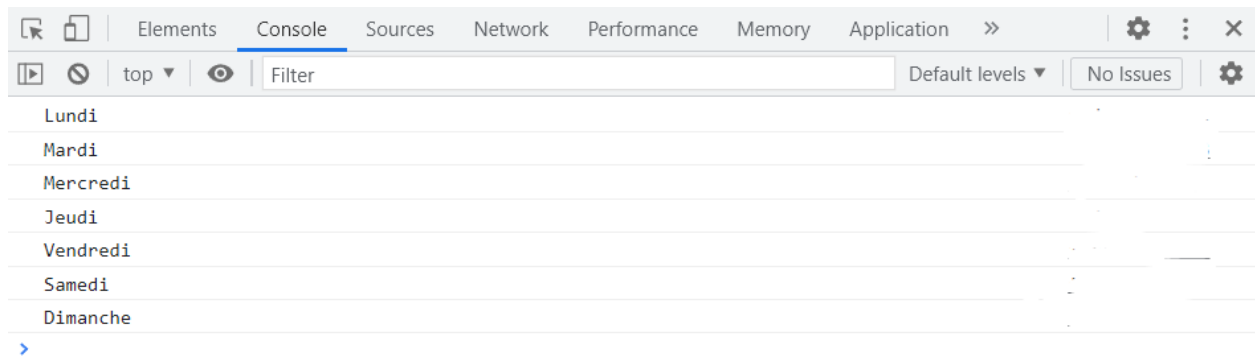 Elements Console Sources Network Performance Memory Application
top Filter Default levels No Issues
Lundi
Mardi
Mercredi
Jeudi
Vendredi
Samedi
Dimanche